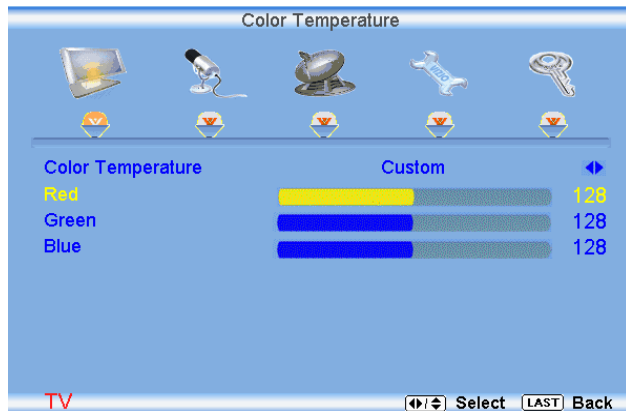 Color Temperature
Color Temperature Custom
Red 128
Green 128
Blue 128
TV Select LAST Back